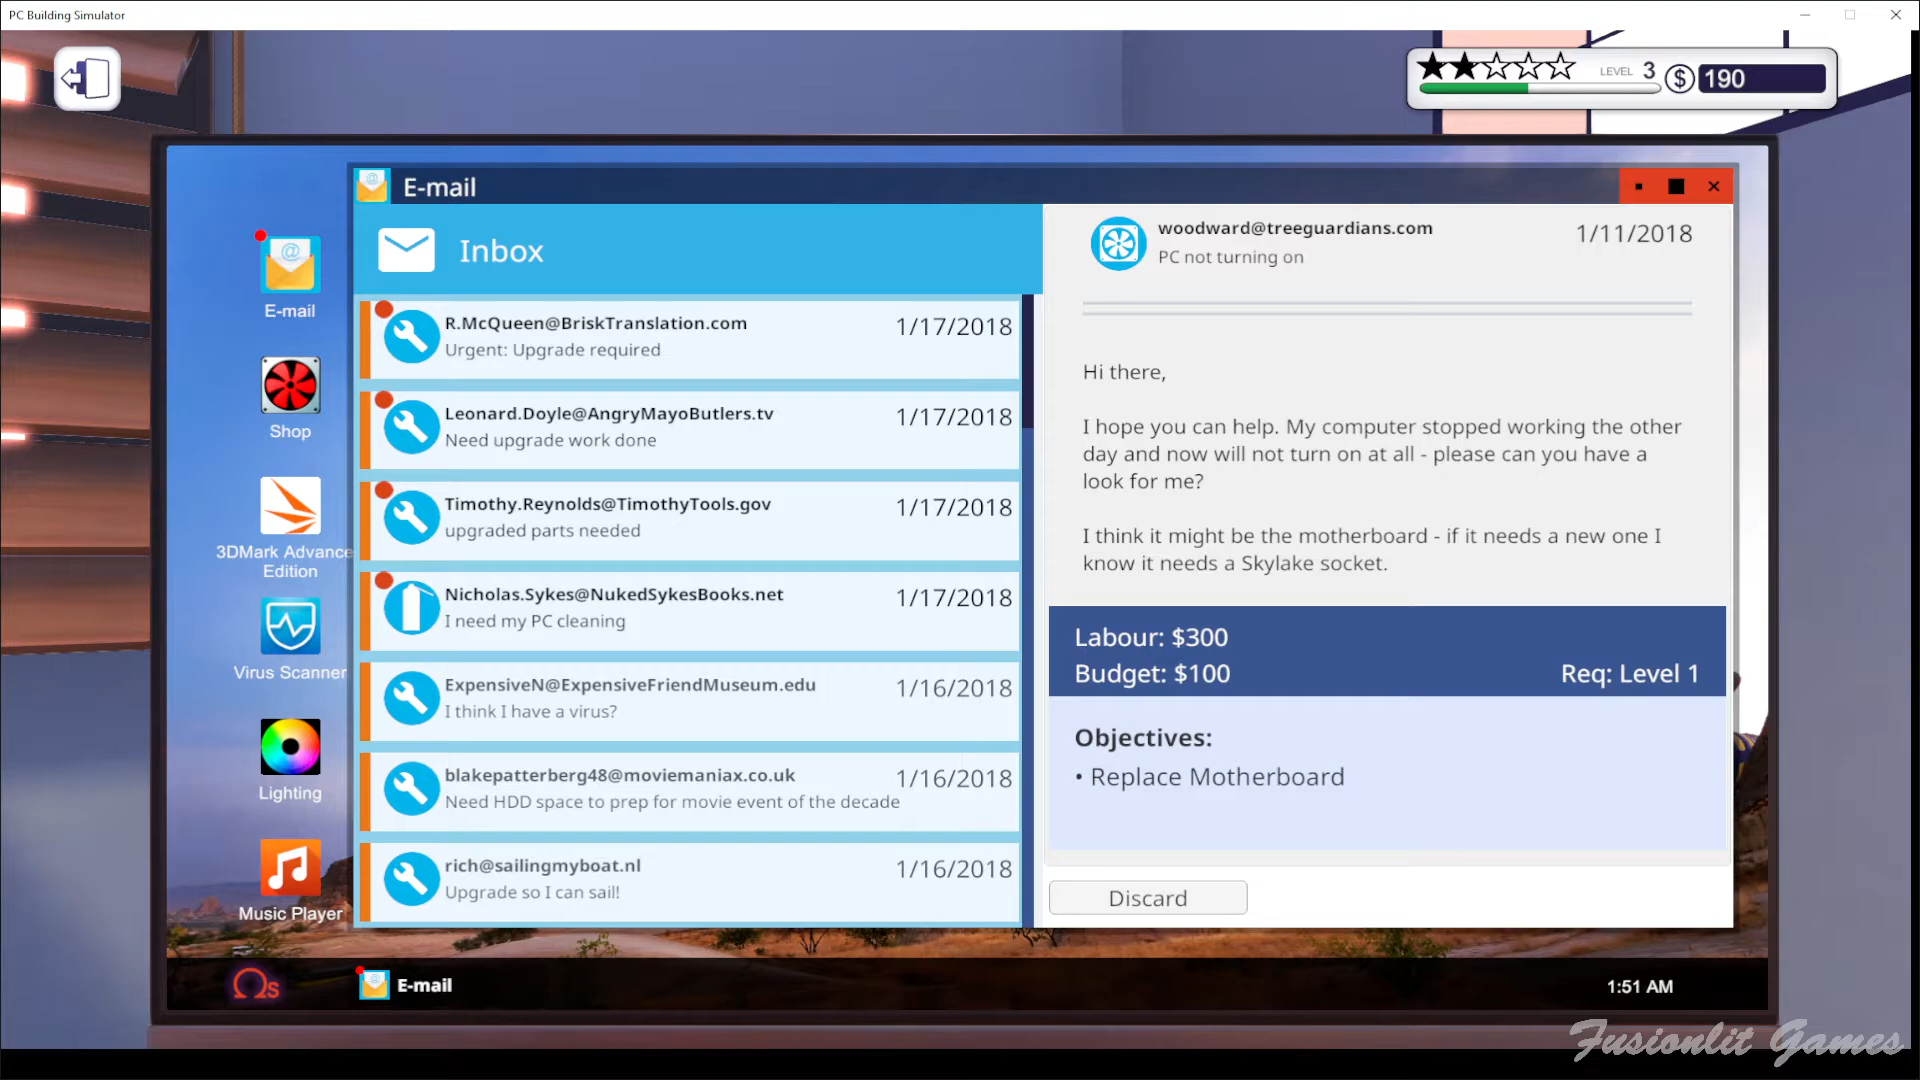 PC Building Simulator
LEVEL 3
$ 190
E-mail
Inbox
R.McQueen@BriskTranslation.com
1/17/2018
Urgent: Upgrade required
Leonard.Doyle@AngryMayoButlers.tv
1/17/2018
Need upgrade work done
Timothy.Reynolds@TimothyTools.gov
1/17/2018
upgraded parts needed
Nicholas.Sykes@NukedSykesBooks.net
1/17/2018
I need my PC cleaning
ExpensiveN@ExpensiveFriendMuseum.edu
1/16/2018
I think I have a virus?
blakepatterberg48@moviemaniax.co.uk
1/16/2018
Need HDD space to prep for movie event of the decade
rich@sailingmyboat.nl
1/16/2018
Upgrade so I can sail!
woodward@treeguardians.com
1/11/2018
PC not turning on
Hi there,
I hope you can help. My computer stopped working the other
day and now will not turn on at all - please can you have a
look for me?
I think it might be the motherboard - if it needs a new one I
know it needs a Skylake socket.
Labour: $300
Budget: $100
Req: Level 1
Objectives:
• Replace Motherboard
Discard
E-mail
Shop
3DMark Advance
Edition
Virus Scanner
Lighting
Music Player
Ωs
E-mail
1:51 AM
Fusionlit Games